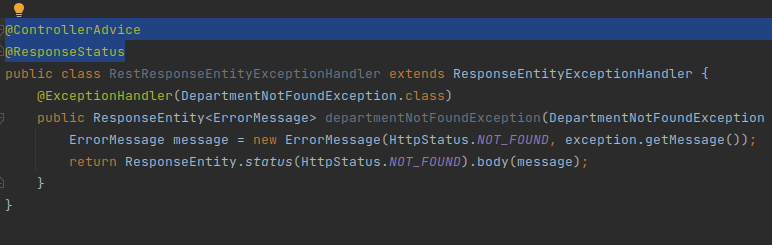 @ControllerAdvice
@ResponseStatus
public class RestResponseEntityExceptionHandler extends ResponseEntityExceptionHandler {
@ExceptionHandler(DepartmentNotFoundException.class)
public ResponseEntity<ErrorMessage> departmentNotFoundException(DepartmentNotFoundException
ErrorMessage message = new ErrorMessage(HttpStatus.NOT_FOUND, exception.getMessage());
return ResponseEntity.status(HttpStatus.NOT_FOUND).body(message);
}
}